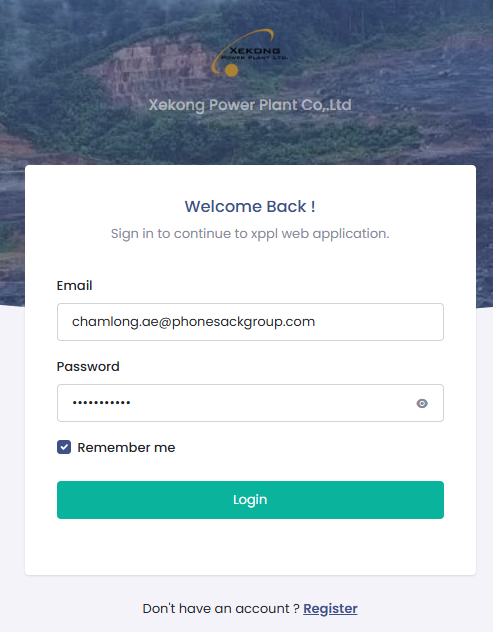 XEKONG
POWER PLANT LTD.
Xekong Power Plant Co,.Ltd
Welcome Back !
Sign in to continue to xppl web application.
Email
chamlong.ae@phonesackgroup.com
Password
•••••••••••
Remember me
Login
Don't have an account ? Register